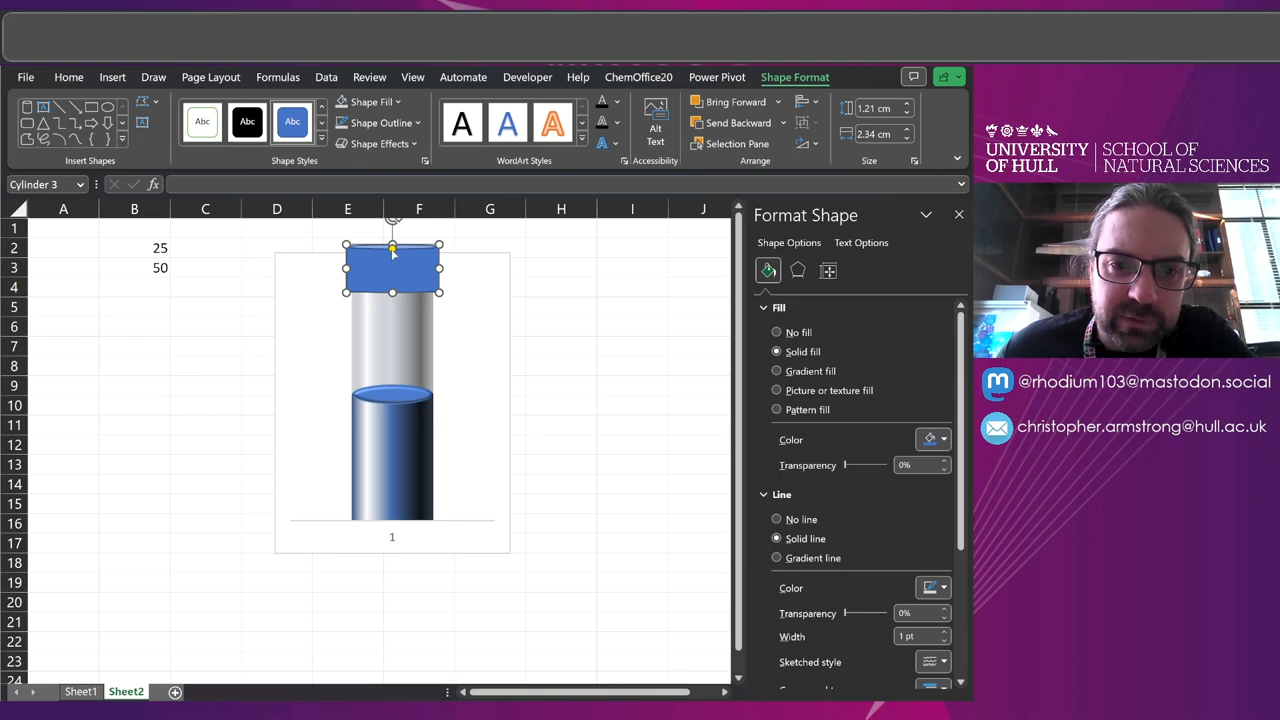 File Home Insert Draw Page Layout Formulas Data Review View Automate Developer Help ChemOffice20 Power Pivot Shape Format
Abc Abc Abc
Shape Fill
Shape Outline
Shape Effects
A A A
A
A
A
Alt
Text
Bring Forward
Send Backward
Selection Pane
1.21 cm
2.34 cm
Insert Shapes Shape Styles WordArt Styles Accessibility Arrange Size
UNIVERSITY OF HULL
SCHOOL OF NATURAL SCIENCES
Cylinder 3 fx
A B C D E F G H I J
1
2 25
3 50
4
5
6
7
8
9
10
11
12
13
14
15
16
17
18
19
20
21
22
23
24
1
Sheet1 Sheet2
Format Shape
Shape Options Text Options
Fill
No fill
Solid fill
Gradient fill
Picture or texture fill
Pattern fill
Color
Transparency 0%
Line
No line
Solid line
Gradient line
Color
Transparency 0%
Width 1 pt
Sketched style
@rhodium103@mastodon.social
christopher.armstrong@hull.ac.uk